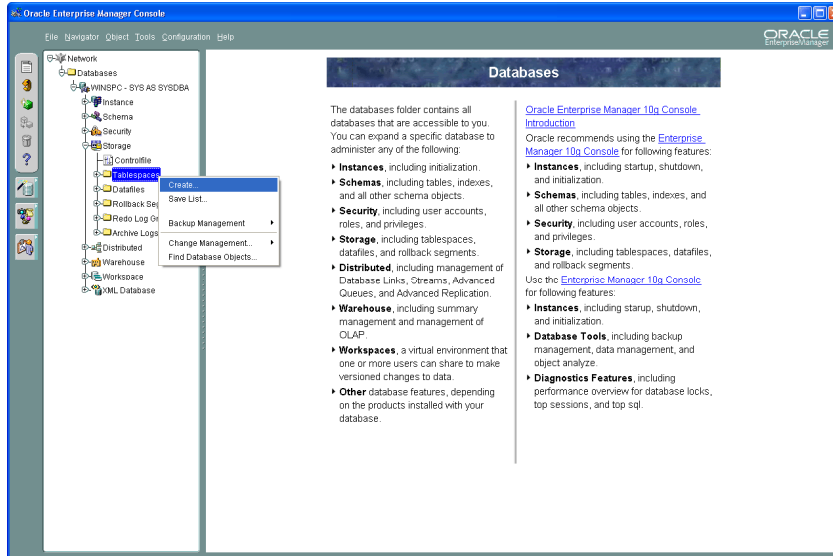 Oracle Enterprise Manager Console
File Navigator Object Tools Configuration Help
ORACLE
EnterpriseManager
Network
Databases
WINSPC - SYS AS SYSDBA
Instance
Schema
Security
Storage
Controlfile
Tablespaces
Datafiles
Rollback Seg
Redo Log Gr
Archive Logs
Distributed
Warehouse
Workspace
XML Database
Create...
Save List...
Backup Management
Change Management...
Find Database Objects...
Databases
The databases folder contains all
databases that are accessible to you.
You can expand a specific database to
administer any of the following:
Instances, including initialization.
Schemas, including tables, indexes,
and all other schema objects.
Security, including user accounts,
roles, and privileges.
Storage, including tablespaces,
datafiles, and rollback segments.
Distributed, including management of
Database Links, Streams, Advanced
Queues, and Advanced Replication.
Warehouse, including summary
management and management of
OLAP.
Workspaces, a virtual environment that
one or more users can share to make
versioned changes to data.
Other database features, depending
on the products installed with your
database.
Oracle Enterprise Manager 10g Console
Introduction
Oracle recommends using the Enterprise
Manager 10g Console for following features:
Instances, including startup, shutdown,
and initialization.
Schemas, including tables, indexes, and
all other schema objects.
Security, including user accounts, roles,
and privileges.
Storage, including tablespaces, datafiles,
and rollback segments.
Use the Enterprise Manager 10g Console
for following features:
Instances, including starup, shutdown,
and initialization.
Database Tools, including backup
management, data management, and
object analyze.
Diagnostics Features, including
performance overview for database locks,
top sessions, and top sql.